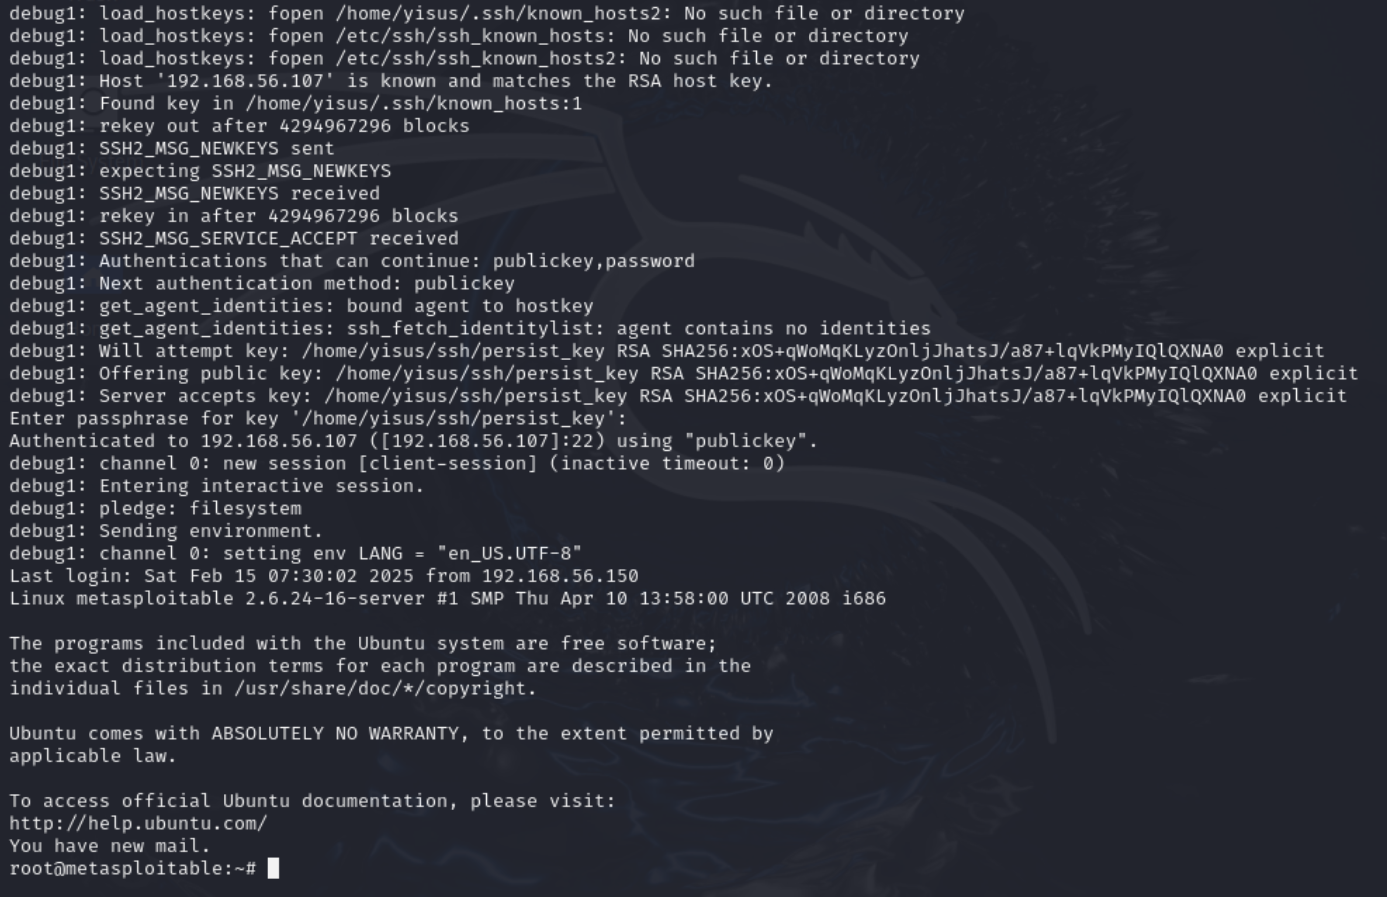 debug1: load_hostkeys: fopen /home/yisus/.ssh/known_hosts2: No such file or directory
debug1: load_hostkeys: fopen /etc/ssh/ssh_known_hosts: No such file or directory
debug1: load_hostkeys: fopen /etc/ssh/ssh_known_hosts2: No such file or directory
debug1: Host '192.168.56.107' is known and matches the RSA host key.
debug1: Found key in /home/yisus/.ssh/known_hosts:1
debug1: rekey out after 4294967296 blocks
debug1: SSH2_MSG_NEWKEYS sent
debug1: expecting SSH2_MSG_NEWKEYS
debug1: SSH2_MSG_NEWKEYS received
debug1: rekey in after 4294967296 blocks
debug1: SSH2_MSG_SERVICE_ACCEPT received
debug1: Authentications that can continue: publickey,password
debug1: Next authentication method: publickey
debug1: get_agent_identities: bound agent to hostkey
debug1: get_agent_identities: ssh_fetch_identitylist: agent contains no identities
debug1: Will attempt key: /home/yisus/ssh/persist_key RSA SHA256:xOS+qWoMqKLyzOnljJhatsJ/a87+lqVkPMyIQlQXNA0 explicit
debug1: Offering public key: /home/yisus/ssh/persist_key RSA SHA256:xOS+qWoMqKLyzOnljJhatsJ/a87+lqVkPMyIQlQXNA0 explicit
debug1: Server accepts key: /home/yisus/ssh/persist_key RSA SHA256:xOS+qWoMqKLyzOnljJhatsJ/a87+lqVkPMyIQlQXNA0 explicit
Enter passphrase for key '/home/yisus/ssh/persist_key':
Authenticated to 192.168.56.107 ([192.168.56.107]:22) using "publickey".
debug1: channel 0: new session [client-session] (inactive timeout: 0)
debug1: Entering interactive session.
debug1: pledge: filesystem
debug1: Sending environment.
debug1: channel 0: setting env LANG = "en_US.UTF-8"
Last login: Sat Feb 15 07:30:02 2025 from 192.168.56.150
Linux metasploitable 2.6.24-16-server #1 SMP Thu Apr 10 13:58:00 UTC 2008 i686
The programs included with the Ubuntu system are free software;
the exact distribution terms for each program are described in the
individual files in /usr/share/doc/*/copyright.
Ubuntu comes with ABSOLUTELY NO WARRANTY, to the extent permitted by
applicable law.
To access official Ubuntu documentation, please visit:
http://help.ubuntu.com/
You have new mail.
root@metasploitable:~#